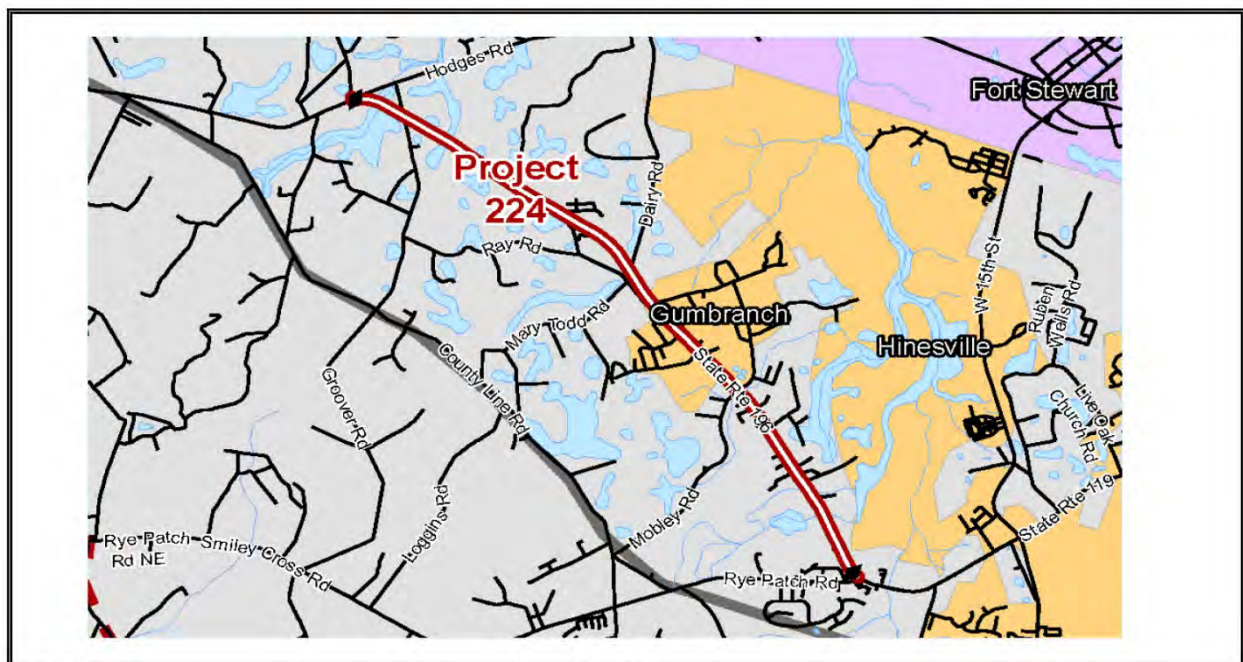 Hodges Rd
Fort Stewart
Project
224
Dairy Rd
Ray Rd
Mary Todd Rd
Gumbranch
W 15th St
Ruben
Wells Rd
Hinesville
State Rte 196
County Line Rd
Groover Rd
Live Oak
Church Rd
Loggins Rd
Mobley Rd
State Rte 119
Rye Patch
Rd NE
Smiley Cross Rd
Rye Patch Rd